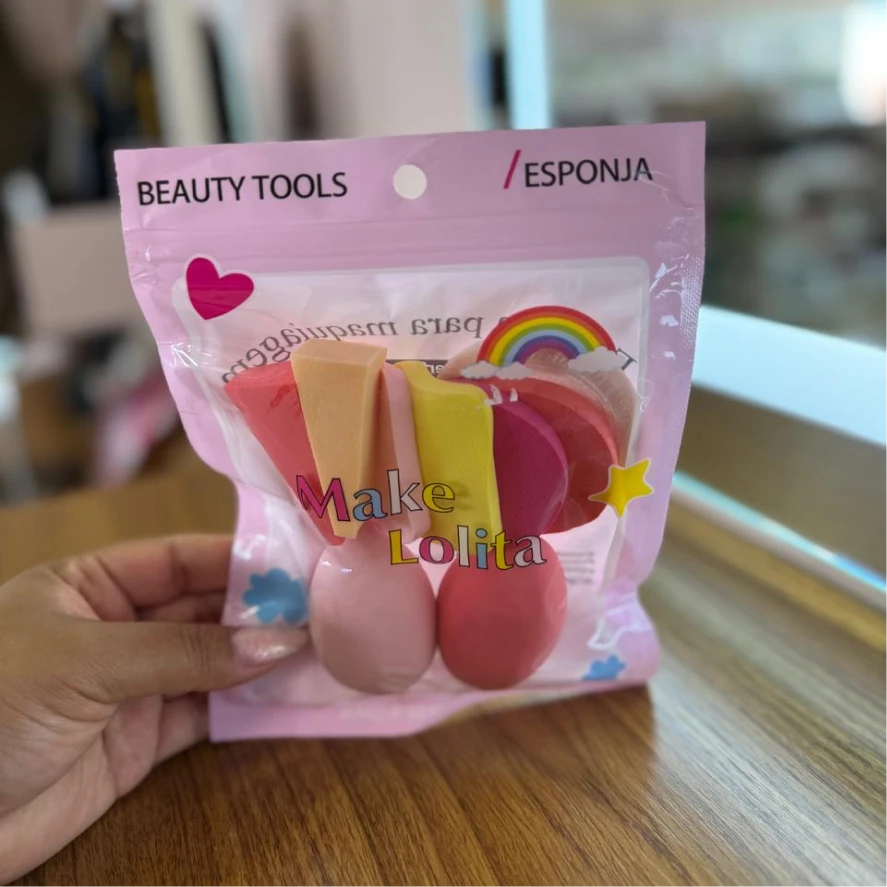 BEAUTY TOOLS
/ESPONJA
para maquiagem
Make
Lolita